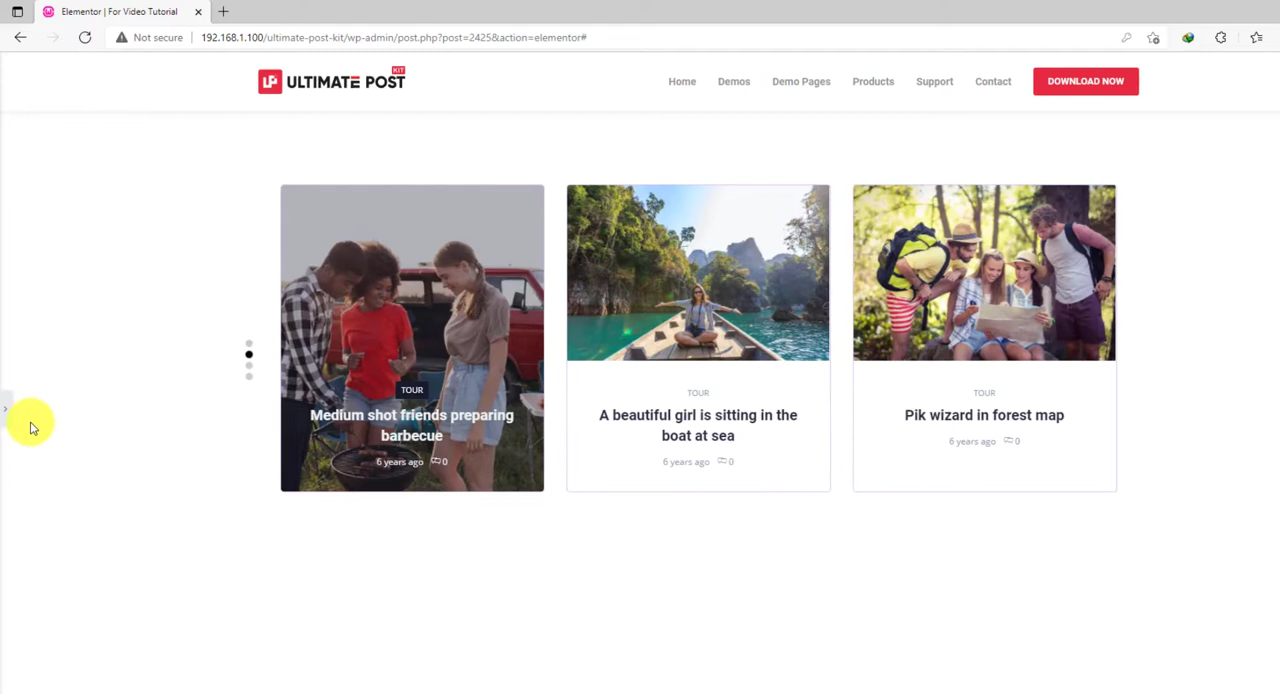 Elementor | For Video Tutorial
Not secure 192.168.1.100/ultimate-post-kit/wp-admin/post.php?post=2425&action=elementor#
UP ULTIMATE POST KIT
Home Demos Demo Pages Products Support Contact DOWNLOAD NOW
TOUR
Medium shot friends preparing
barbecue
6 years ago 0
TOUR
A beautiful girl is sitting in the
boat at sea
6 years ago 0
TOUR
Pik wizard in forest map
6 years ago 0